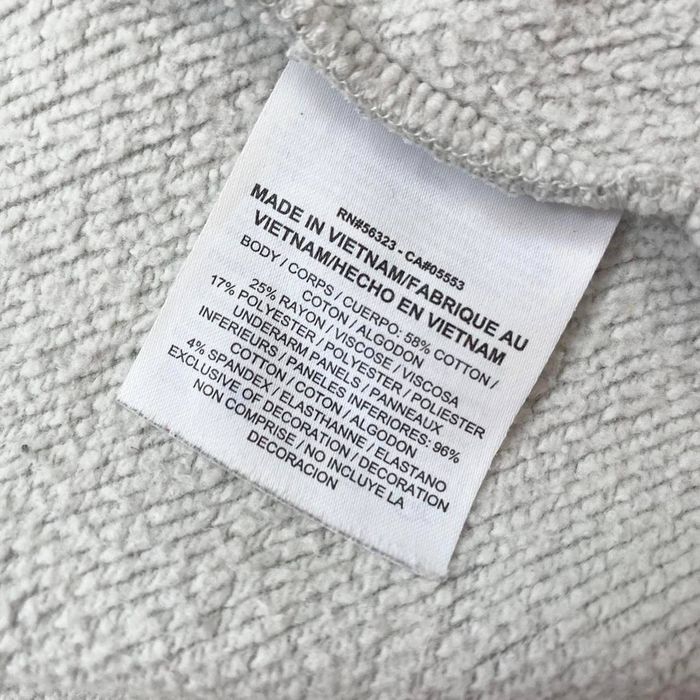 RN#56323 - CA#05553
MADE IN VIETNAM/FABRIQUE AU
VIETNAM/HECHO EN VIETNAM
BODY / CORPS / CUERPO: 58% COTTON /
COTON / ALGODON
25% RAYON / VISCOSE / VISCOSA
17% POLYESTER / POLYESTER / POLIESTER
UNDERARM PANELS / PANNEAUX
INFERIEURS / PANELES INFERIORES: 96%
COTTON / COTON / ALGODON
4% SPANDEX / ELASTHANNE / ELASTANO
EXCLUSIVE OF DECORATION / DECORATION
NON COMPRISE / NO INCLUYE LA
DECORACION